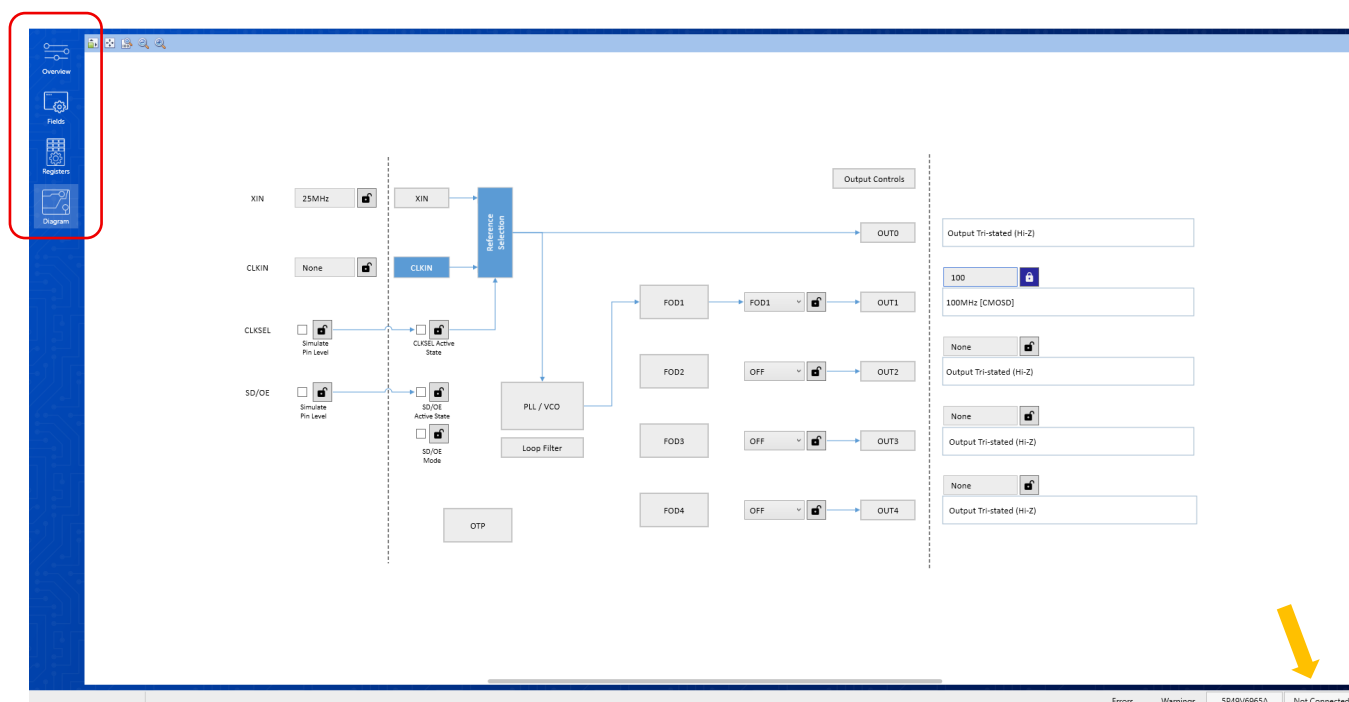 Overview
Fields
Registers
Diagram
Output Controls
XIN
25MHz
XIN
Reference
Selection
OUT0
Output Tri-stated (Hi-Z)
CLKIN
None
CLKIN
100
FOD1
FOD1
OUT1
100MHz [CMOSD]
CLKSEL
Simulate
Pin Level
CLKSEL Active
State
None
FOD2
OFF
OUT2
Output Tri-stated (Hi-Z)
SD/OE
Simulate
Pin Level
SD/OE
Active State
SD/OE
Mode
PLL / VCO
Loop Filter
None
FOD3
OFF
OUT3
Output Tri-stated (Hi-Z)
None
FOD4
OFF
OUT4
Output Tri-stated (Hi-Z)
OTP
Errors
Warnings
5P49V6965A
Not Connected